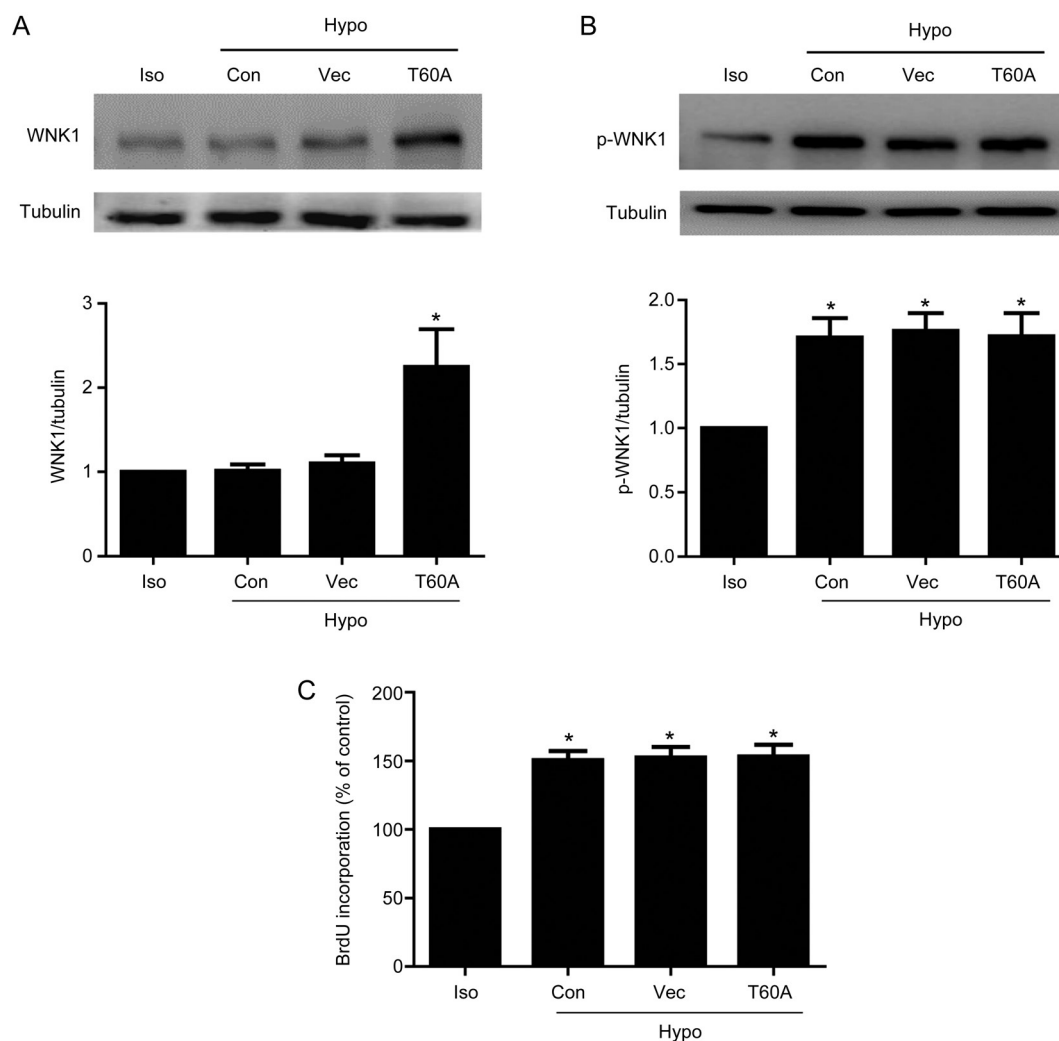 A
Hypo
Iso Con Vec T60A
WNK1
Tubulin
3
2
1
0
WNK1/tubulin
*
Iso Con Vec T60A
Hypo
B
Hypo
Iso Con Vec T60A
p-WNK1
Tubulin
2.0
1.5
1.0
0.5
0.0
p-WNK1/tubulin
* * *
Iso Con Vec T60A
Hypo
C
200
150
100
50
0
BrdU incorporation (% of control)
* * *
Iso Con Vec T60A
Hypo